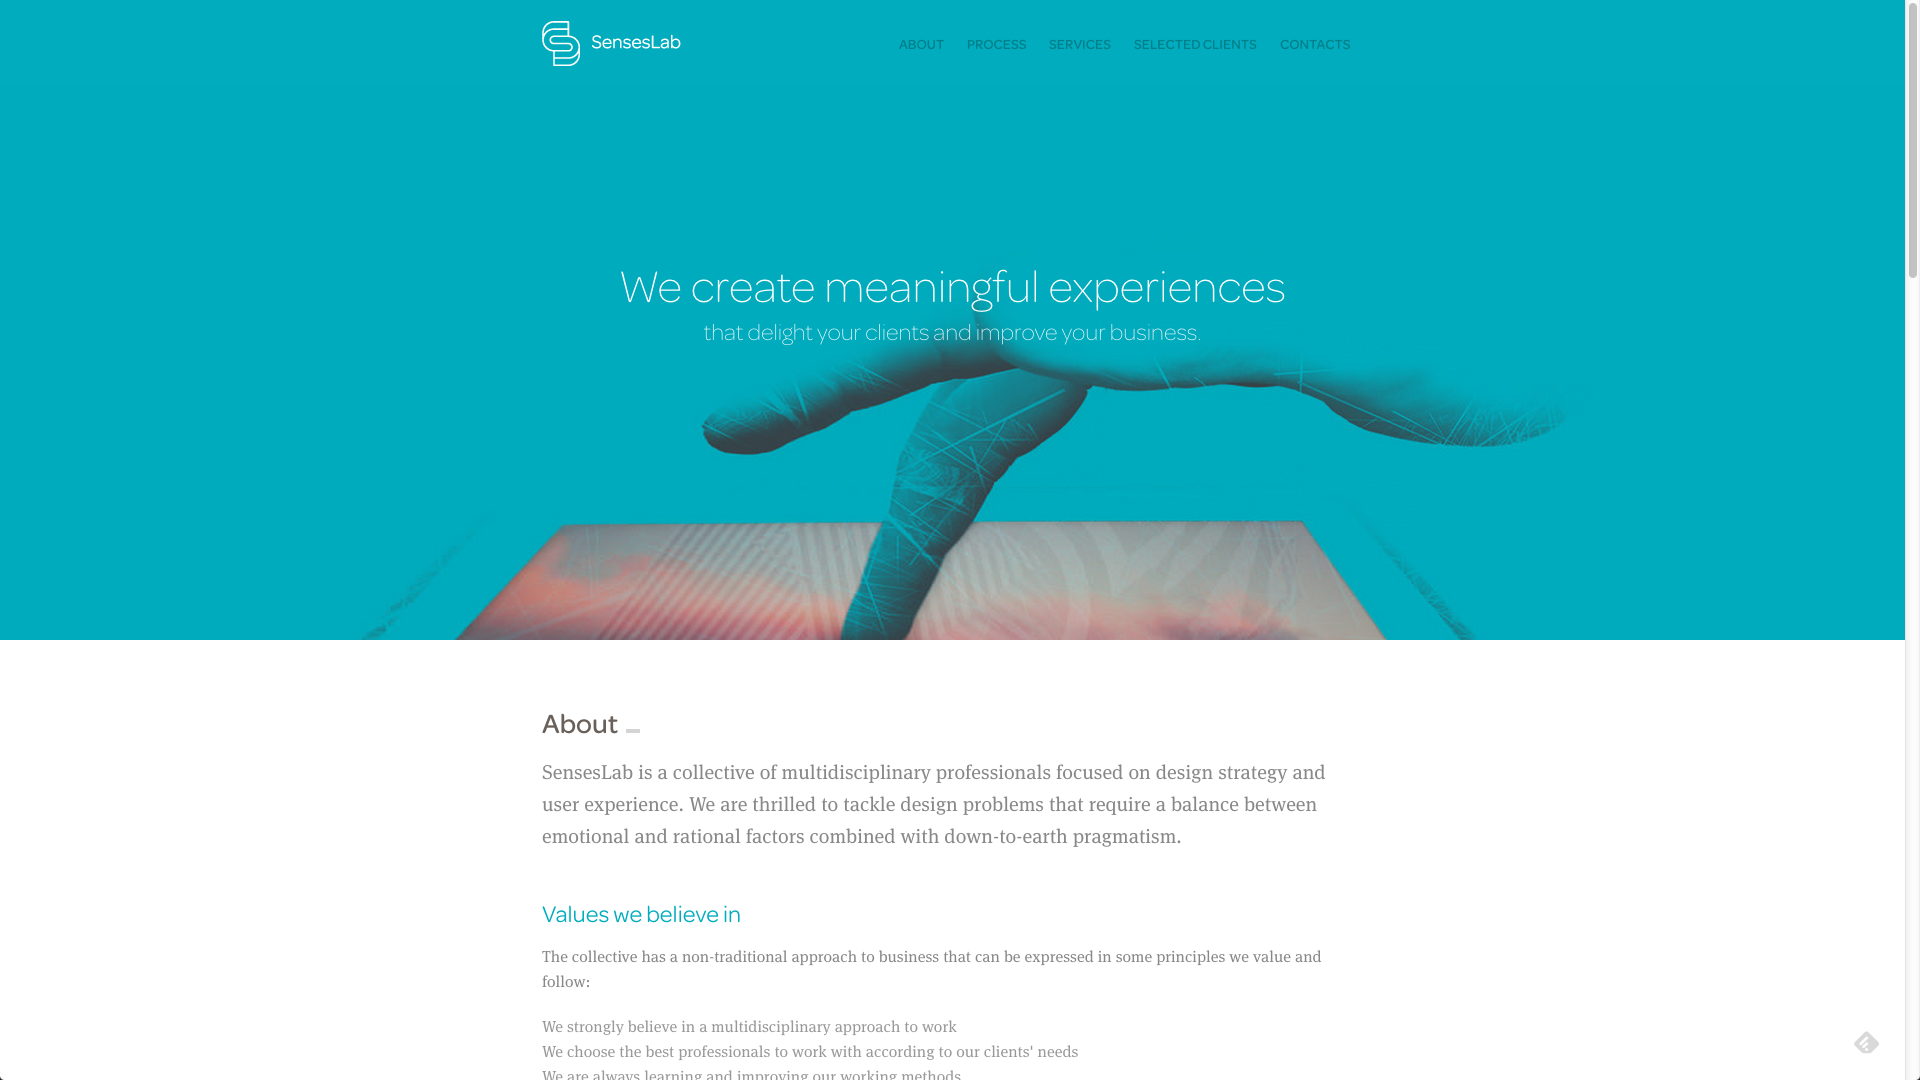 SensesLab
ABOUT PROCESS SERVICES SELECTED CLIENTS CONTACTS
We create meaningful experiences
that delight your clients and improve your business.
About
SensesLab is a collective of multidisciplinary professionals focused on design strategy and
user experience. We are thrilled to tackle design problems that require a balance between
emotional and rational factors combined with down-to-earth pragmatism.
Values we believe in
The collective has a non-traditional approach to business that can be expressed in some principles we value and
follow:
We strongly believe in a multidisciplinary approach to work
We choose the best professionals to work with according to our clients' needs
We are always learning and improving our working methods